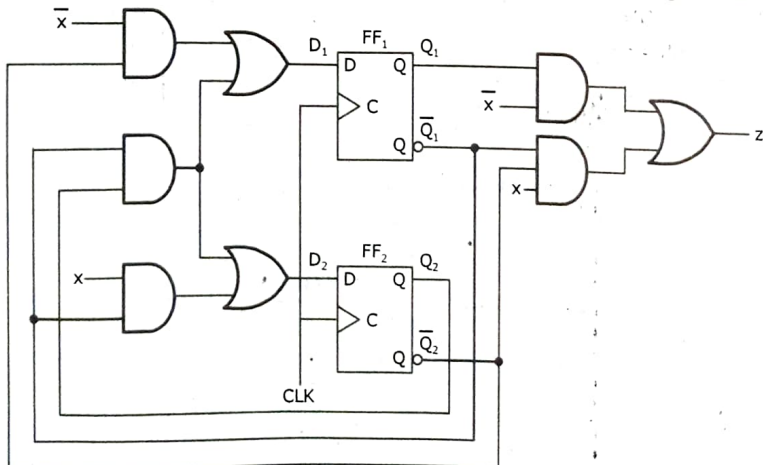 x̅
D₁
FF₁
Q₁
D
Q
C
x̅
Q̅₁
Q
x
z
x
D₂
FF₂
Q₂
D
Q
C
Q̅₂
Q
CLK